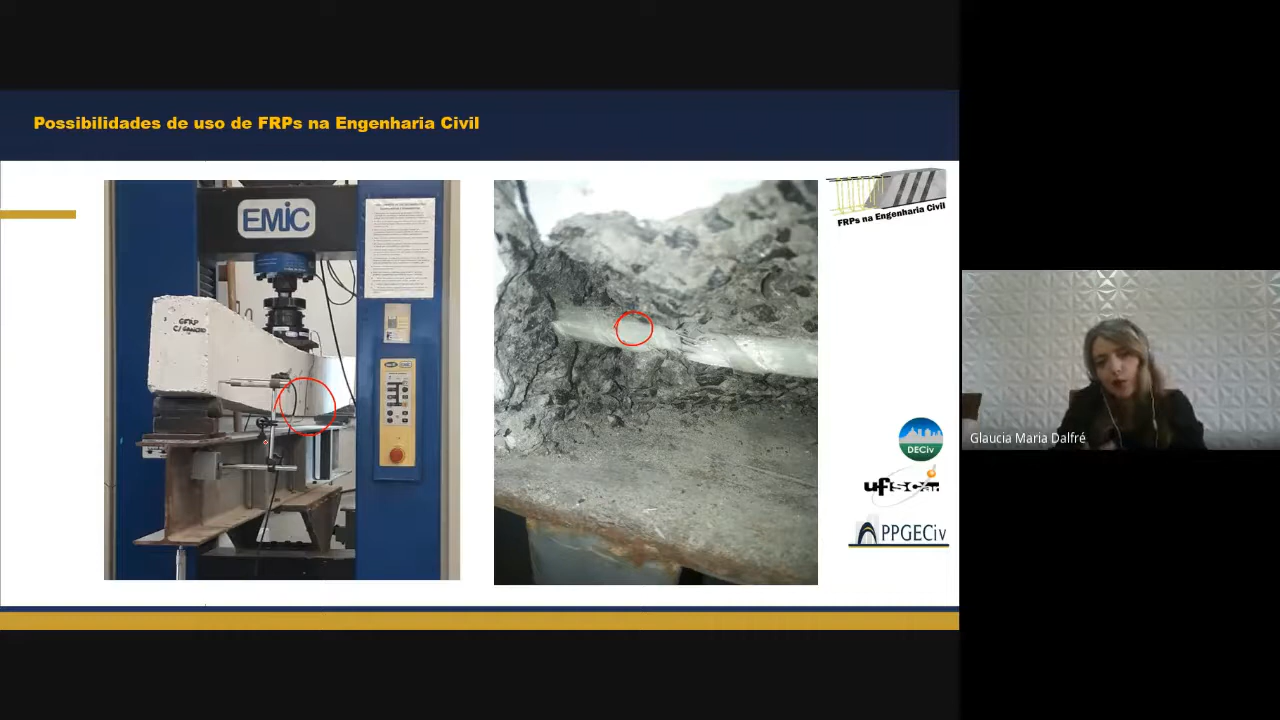 Possibilidades de uso de FRPs na Engenharia Civil
EMIC
GFRP
C/ GANCHO
FRPs na Engenharia Civil
DECiv
ufscar
PPGECiv
Glaucia Maria Dalfré